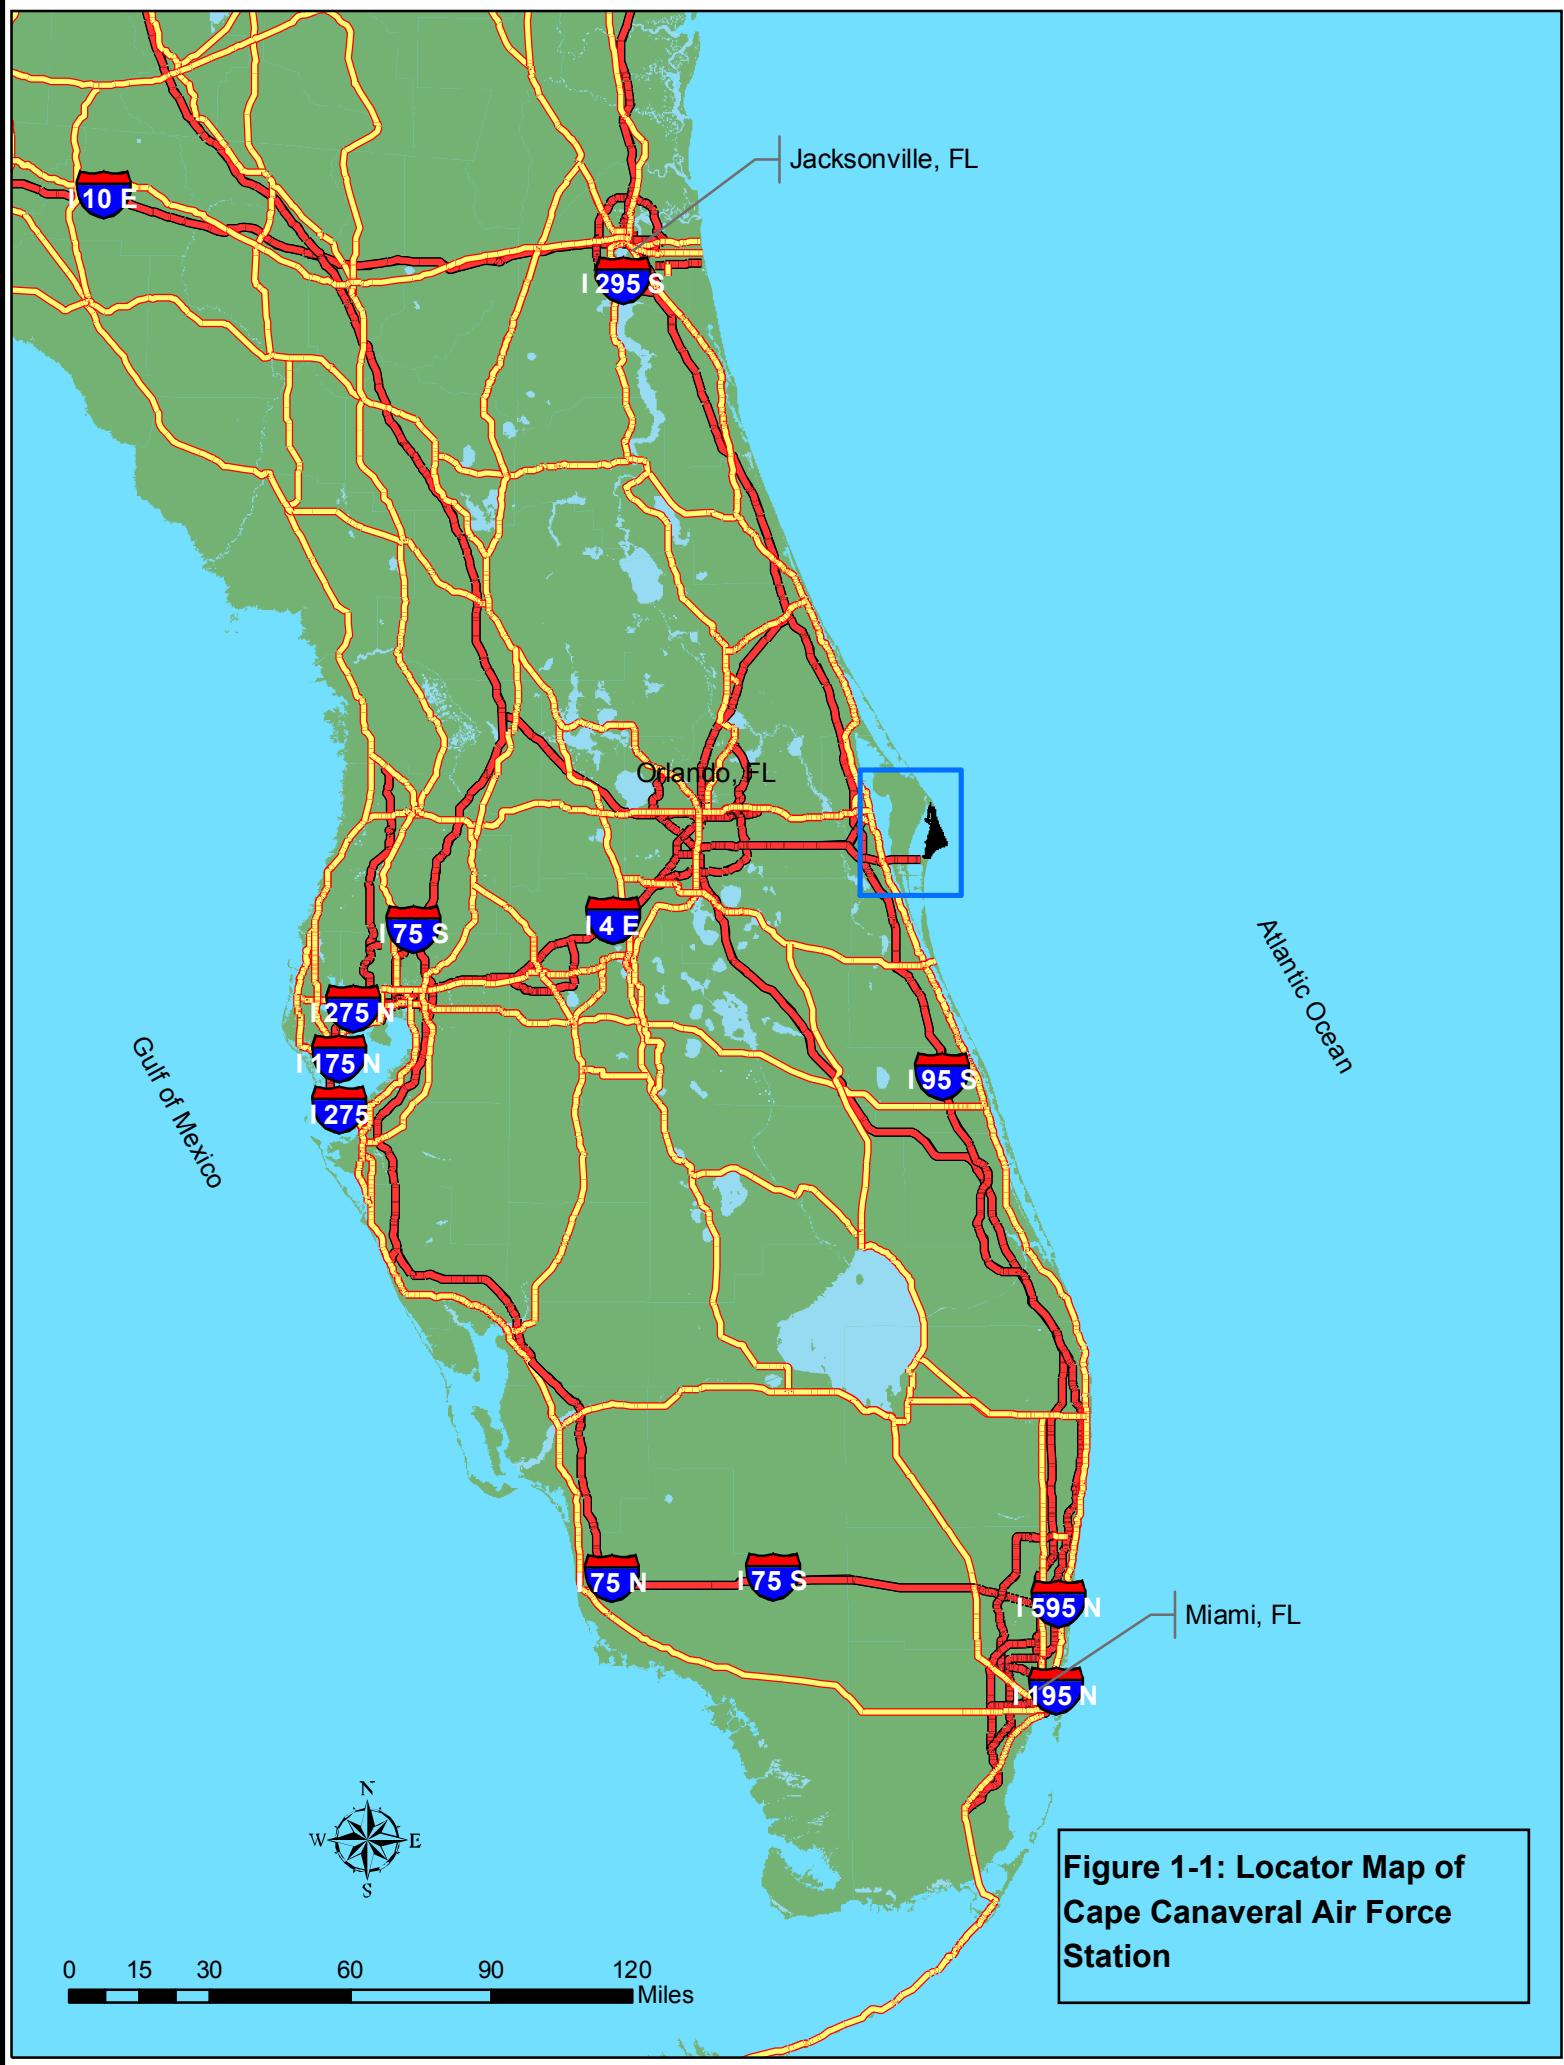 Jacksonville, FL
I 10 E
I 295 S
Orlando, FL
I 75 S
I 4 E
Atlantic Ocean
I 275 N
Gulf of Mexico
I 175 N
I 95 S
I 275
I 75 N
I 75 S
I 595 N
Miami, FL
I 195 N
N
W
E
S
Figure 1-1: Locator Map of
Cape Canaveral Air Force
Station
0 15 30 60 90 120
Miles